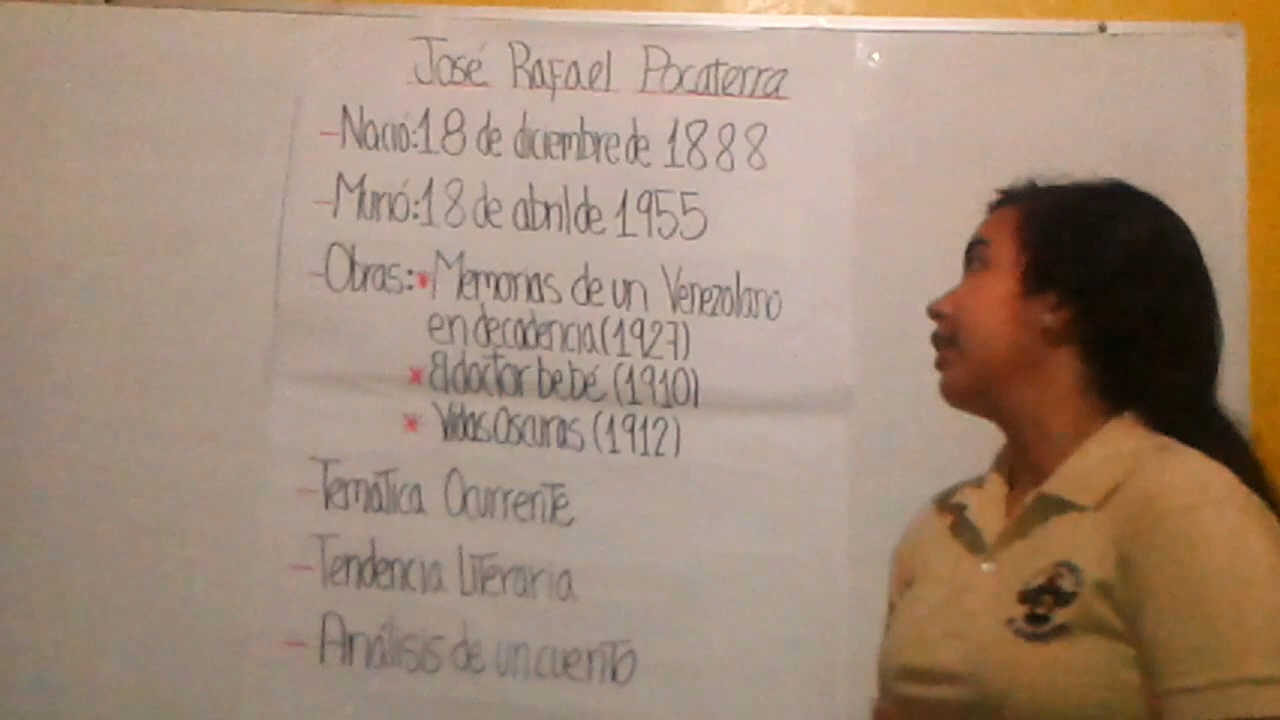 José Rafael Pocaterra
-Nació:18 de diciembre de 1888
-Murió:18 de abril de 1955
-Obras:*Memorias de un Venezolano
en decadencia(1927)
*El doctor bebé (1910)
* Vidas Oscuras (1912)
-Temática Ocurrente
-Tendencia Literaria
- Análisis de un cuento